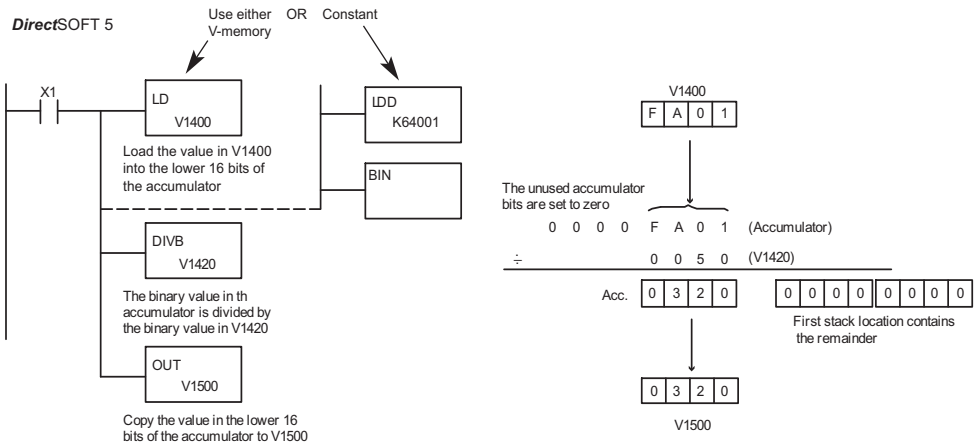 DirectSOFT 5
Use either OR Constant
V-memory
X1
LD
V1400
Load the value in V1400
into the lower 16 bits of
the accumulator
LDD
K64001
BIN
DIVB
V1420
The binary value in th
accumulator is divided by
the binary value in V1420
OUT
V1500
Copy the value in the lower 16
bits of the accumulator to V1500
V1400
F A 0 1
The unused accumulator
bits are set to zero
0 0 0 0 F A 0 1 (Accumulator)
÷ 0 0 5 0 (V1420)
Acc. 0 3 2 0 0 0 0 0 0 0 0 0
First stack location contains
the remainder
0 3 2 0
V1500